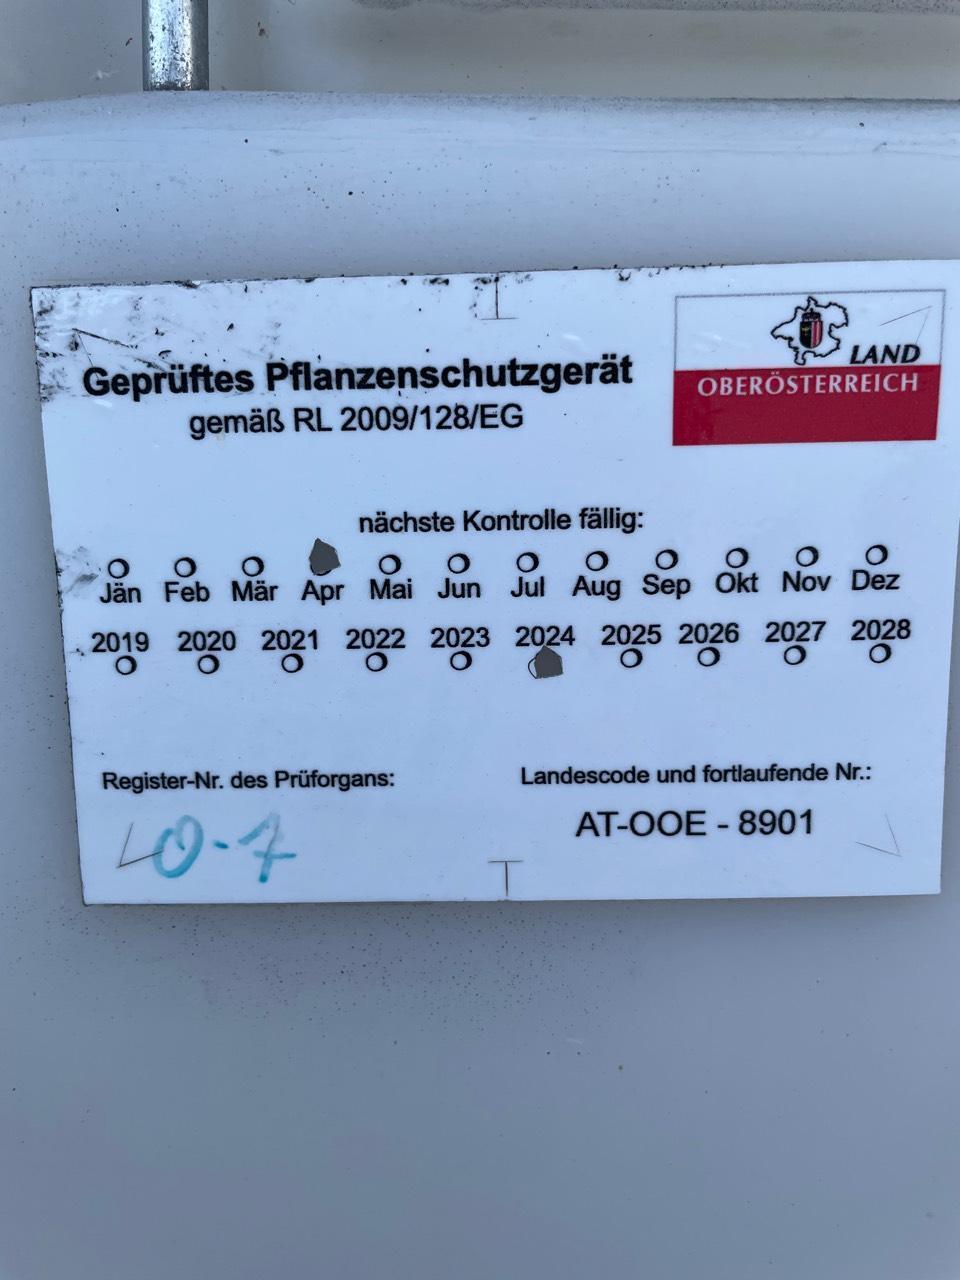 LAND
OBERÖSTERREICH
Geprüftes Pflanzenschutzgerät
gemäß RL 2009/128/EG
nächste Kontrolle fällig:
Jän Feb Mär Apr Mai Jun Jul Aug Sep Okt Nov Dez
2019 2020 2021 2022 2023 2024 2025 2026 2027 2028
Register-Nr. des Prüforgans:
O-7
Landescode und fortlaufende Nr.:
AT-OOE - 8901